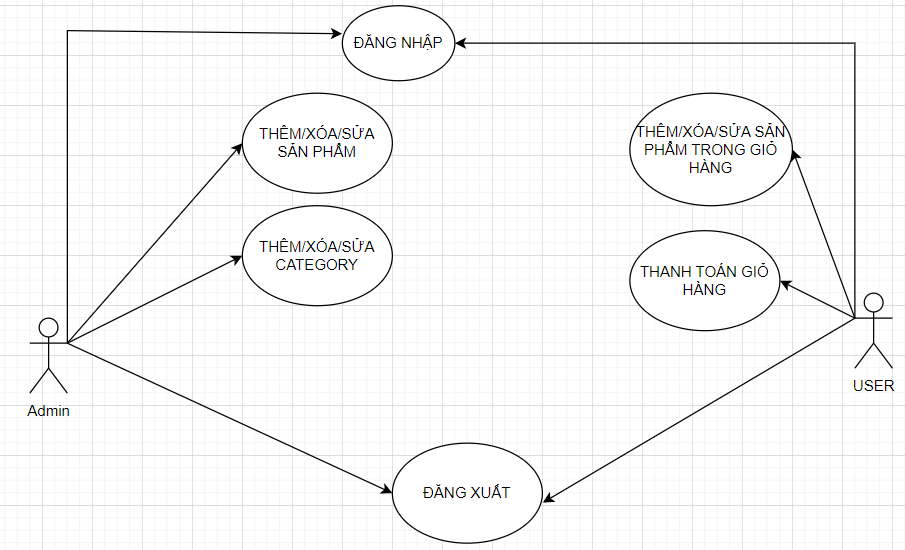 ĐĂNG NHẬP
THÊM/XÓA/SỬA
SẢN PHẨM
THÊM/XÓA/SỬA SẢN
PHẨM TRONG GIỎ
HÀNG
THÊM/XÓA/SỬA
CATEGORY
THANH TOÁN GIỎ
HÀNG
Admin
USER
ĐĂNG XUẤT